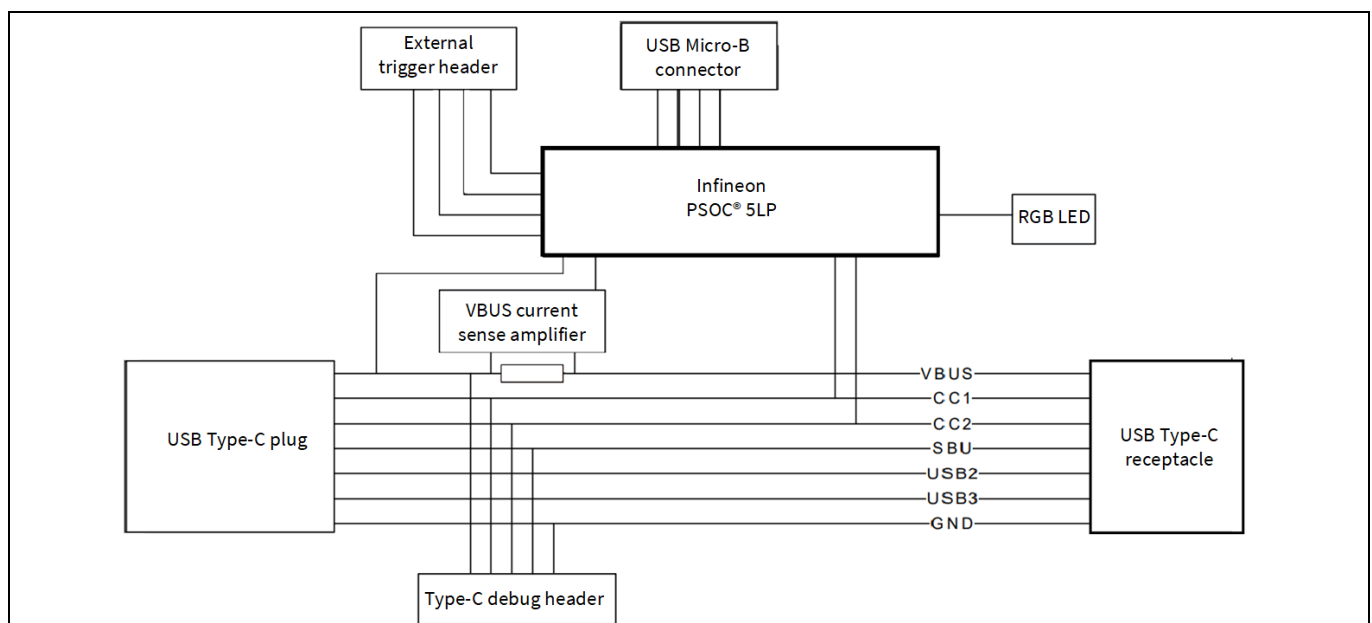 External
trigger header
USB Micro-B
connector
Infineon
PSOC® 5LP
RGB LED
VBUS current
sense amplifier
USB Type-C plug
VBUS
CC1
CC2
SBU
USB2
USB3
GND
USB Type-C
receptacle
Type-C debug header